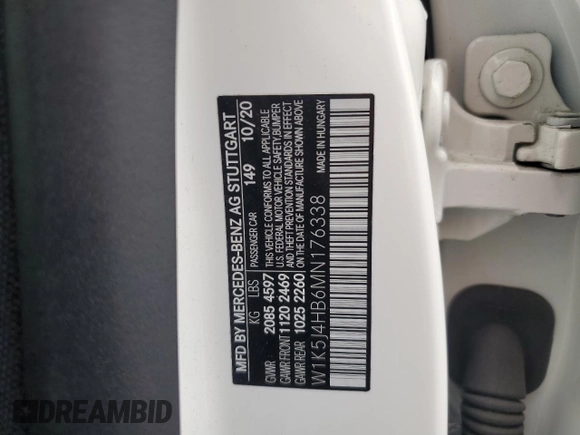 MFD BY MERCEDES-BENZ AG STUTTGART
PASSENGER CAR 149 10/20
KG LBS
GVWR 2085 4597
GAWR FRONT 1120 2469
GAWR REAR 1025 2260
THIS VEHICLE CONFORMS TO ALL APPLICABLE
U.S. FEDERAL MOTOR VEHICLE SAFETY, BUMPER
AND THEFT PREVENTION STANDARDS IN EFFECT
ON THE DATE OF MANUFACTURE SHOWN ABOVE
MADE IN HUNGARY
W1K5J4HB6MN176338
DREAMBID